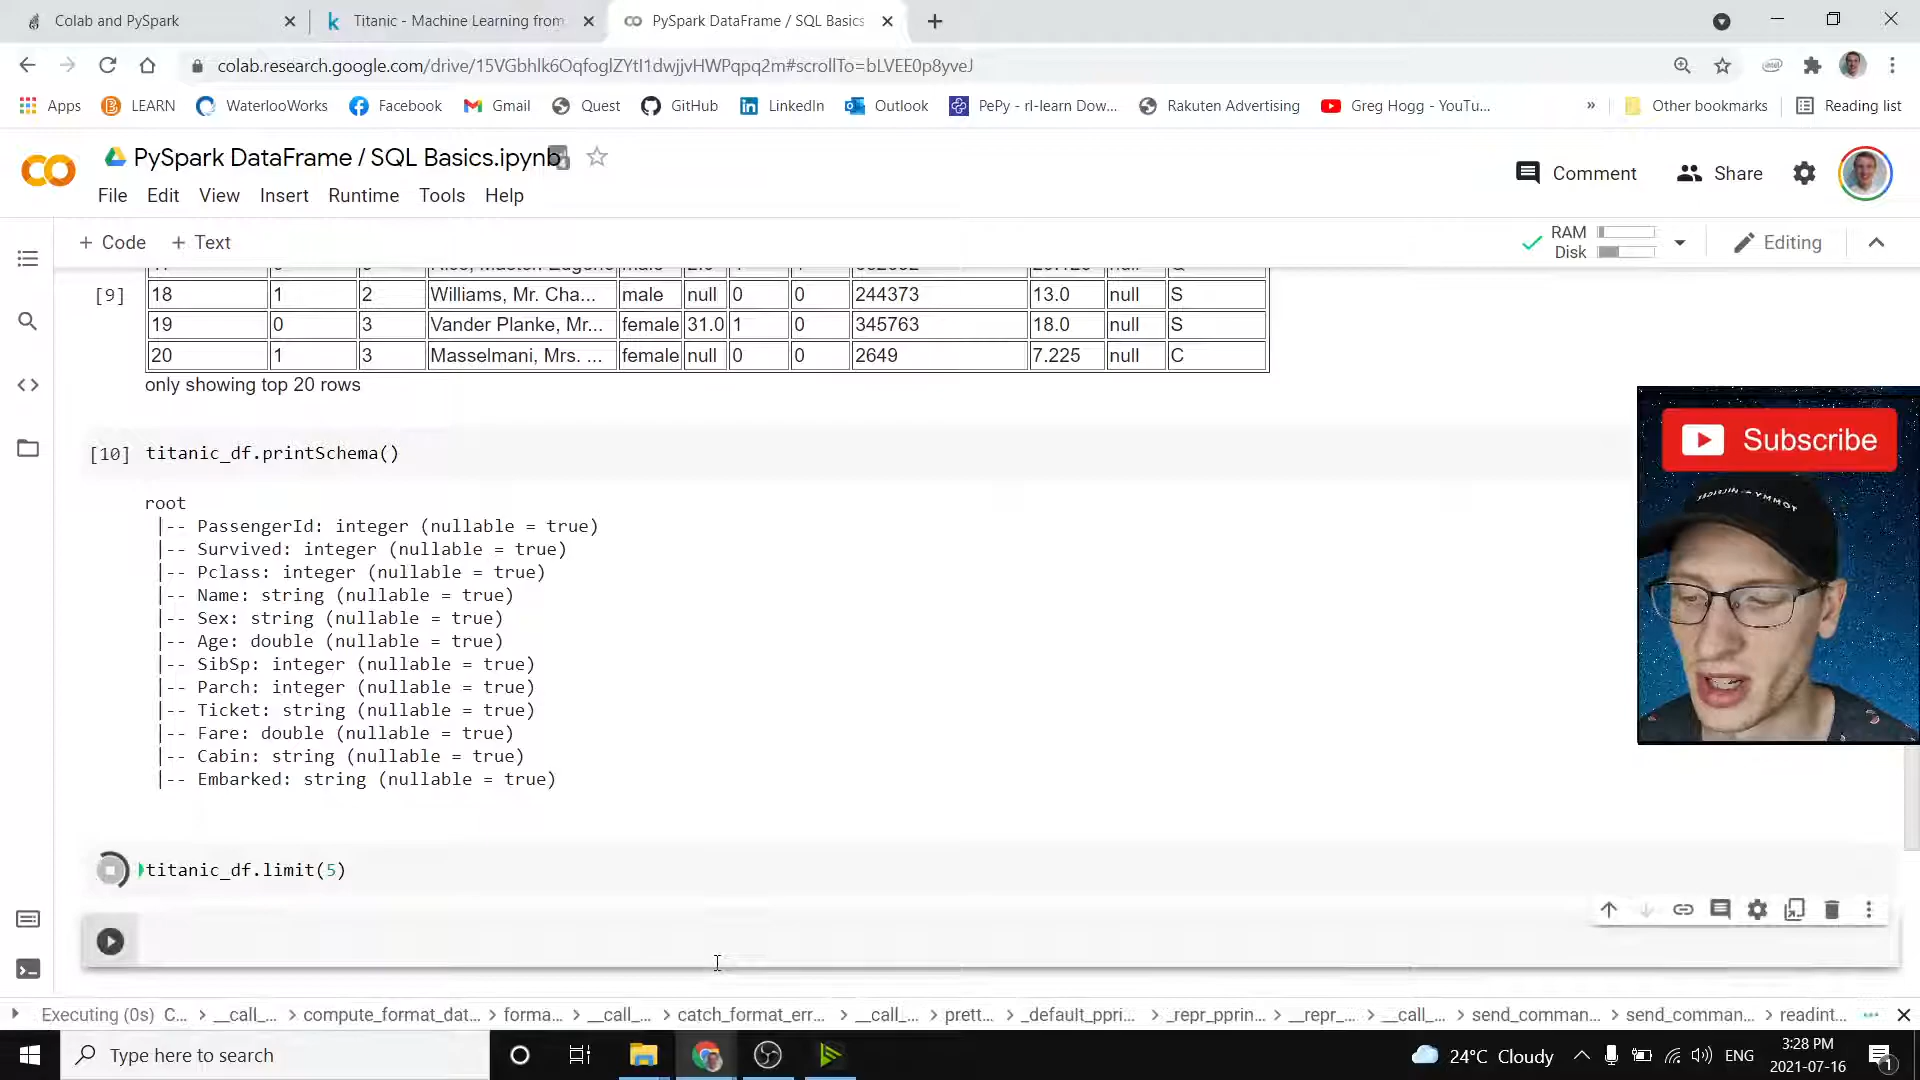 Colab and PySpark
Titanic - Machine Learning from
PySpark DataFrame / SQL Basics
colab.research.google.com/drive/15VGbhlk6OqfoglZYtI1dwjjvHWPqpq2m#scrollTo=bLVEE0p8yveJ
Apps LEARN WaterlooWorks Facebook Gmail Quest GitHub LinkedIn Outlook PePy - rl-learn Dow... Rakuten Advertising Greg Hogg - YouTu... » Other bookmarks Reading list
PySpark DataFrame / SQL Basics.ipynb
Comment Share
File Edit View Insert Runtime Tools Help
+ Code + Text
RAM
Disk
Editing
[9] 18 1 2 Williams, Mr. Cha... male null 0 0 244373 13.0 null S
19 0 3 Vander Planke, Mr... female 31.0 1 0 345763 18.0 null S
20 1 3 Masselmani, Mrs. ... female null 0 0 2649 7.225 null C
only showing top 20 rows
Subscribe
[10] titanic_df.printSchema()
root
|-- PassengerId: integer (nullable = true)
|-- Survived: integer (nullable = true)
|-- Pclass: integer (nullable = true)
|-- Name: string (nullable = true)
|-- Sex: string (nullable = true)
|-- Age: double (nullable = true)
|-- SibSp: integer (nullable = true)
|-- Parch: integer (nullable = true)
|-- Ticket: string (nullable = true)
|-- Fare: double (nullable = true)
|-- Cabin: string (nullable = true)
|-- Embarked: string (nullable = true)
titanic_df.limit(5)
Executing (0s) C... > __call_... > compute_format_dat... > forma... > __call_... > catch_format_err... > __call_... > prett... > _default_ppri... > _repr_pprin... > __repr_... > __call_... > send_comman... > send_comman... > readint...
Type here to search
24°C Cloudy
ENG
3:28 PM
2021-07-16
1